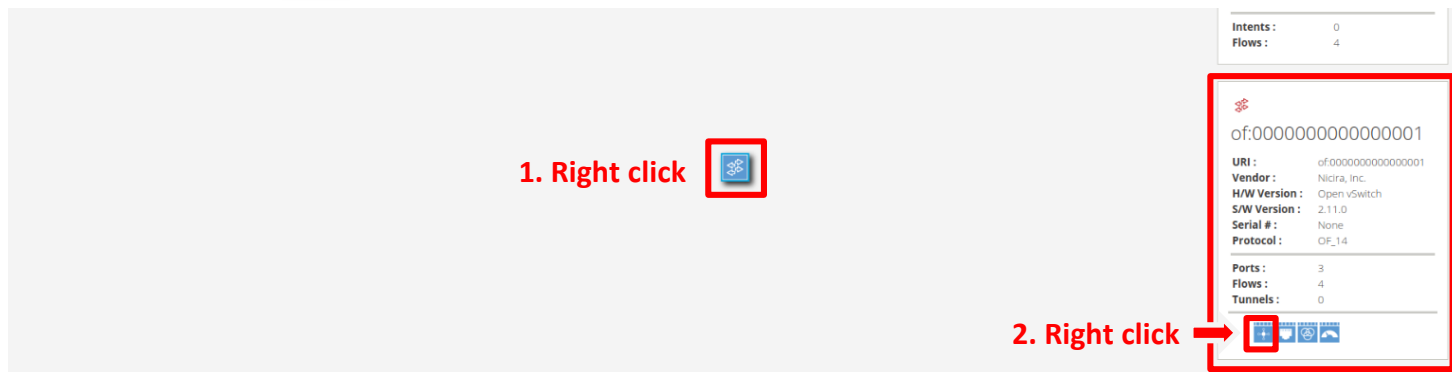 Intents : 0
Flows : 4
of:0000000000000001
1. Right click
URI : of:0000000000000001
Vendor : Nicira, Inc.
H/W Version : Open vSwitch
S/W Version : 2.11.0
Serial # : None
Protocol : OF_14
Ports : 3
Flows : 4
Tunnels : 0
2. Right click